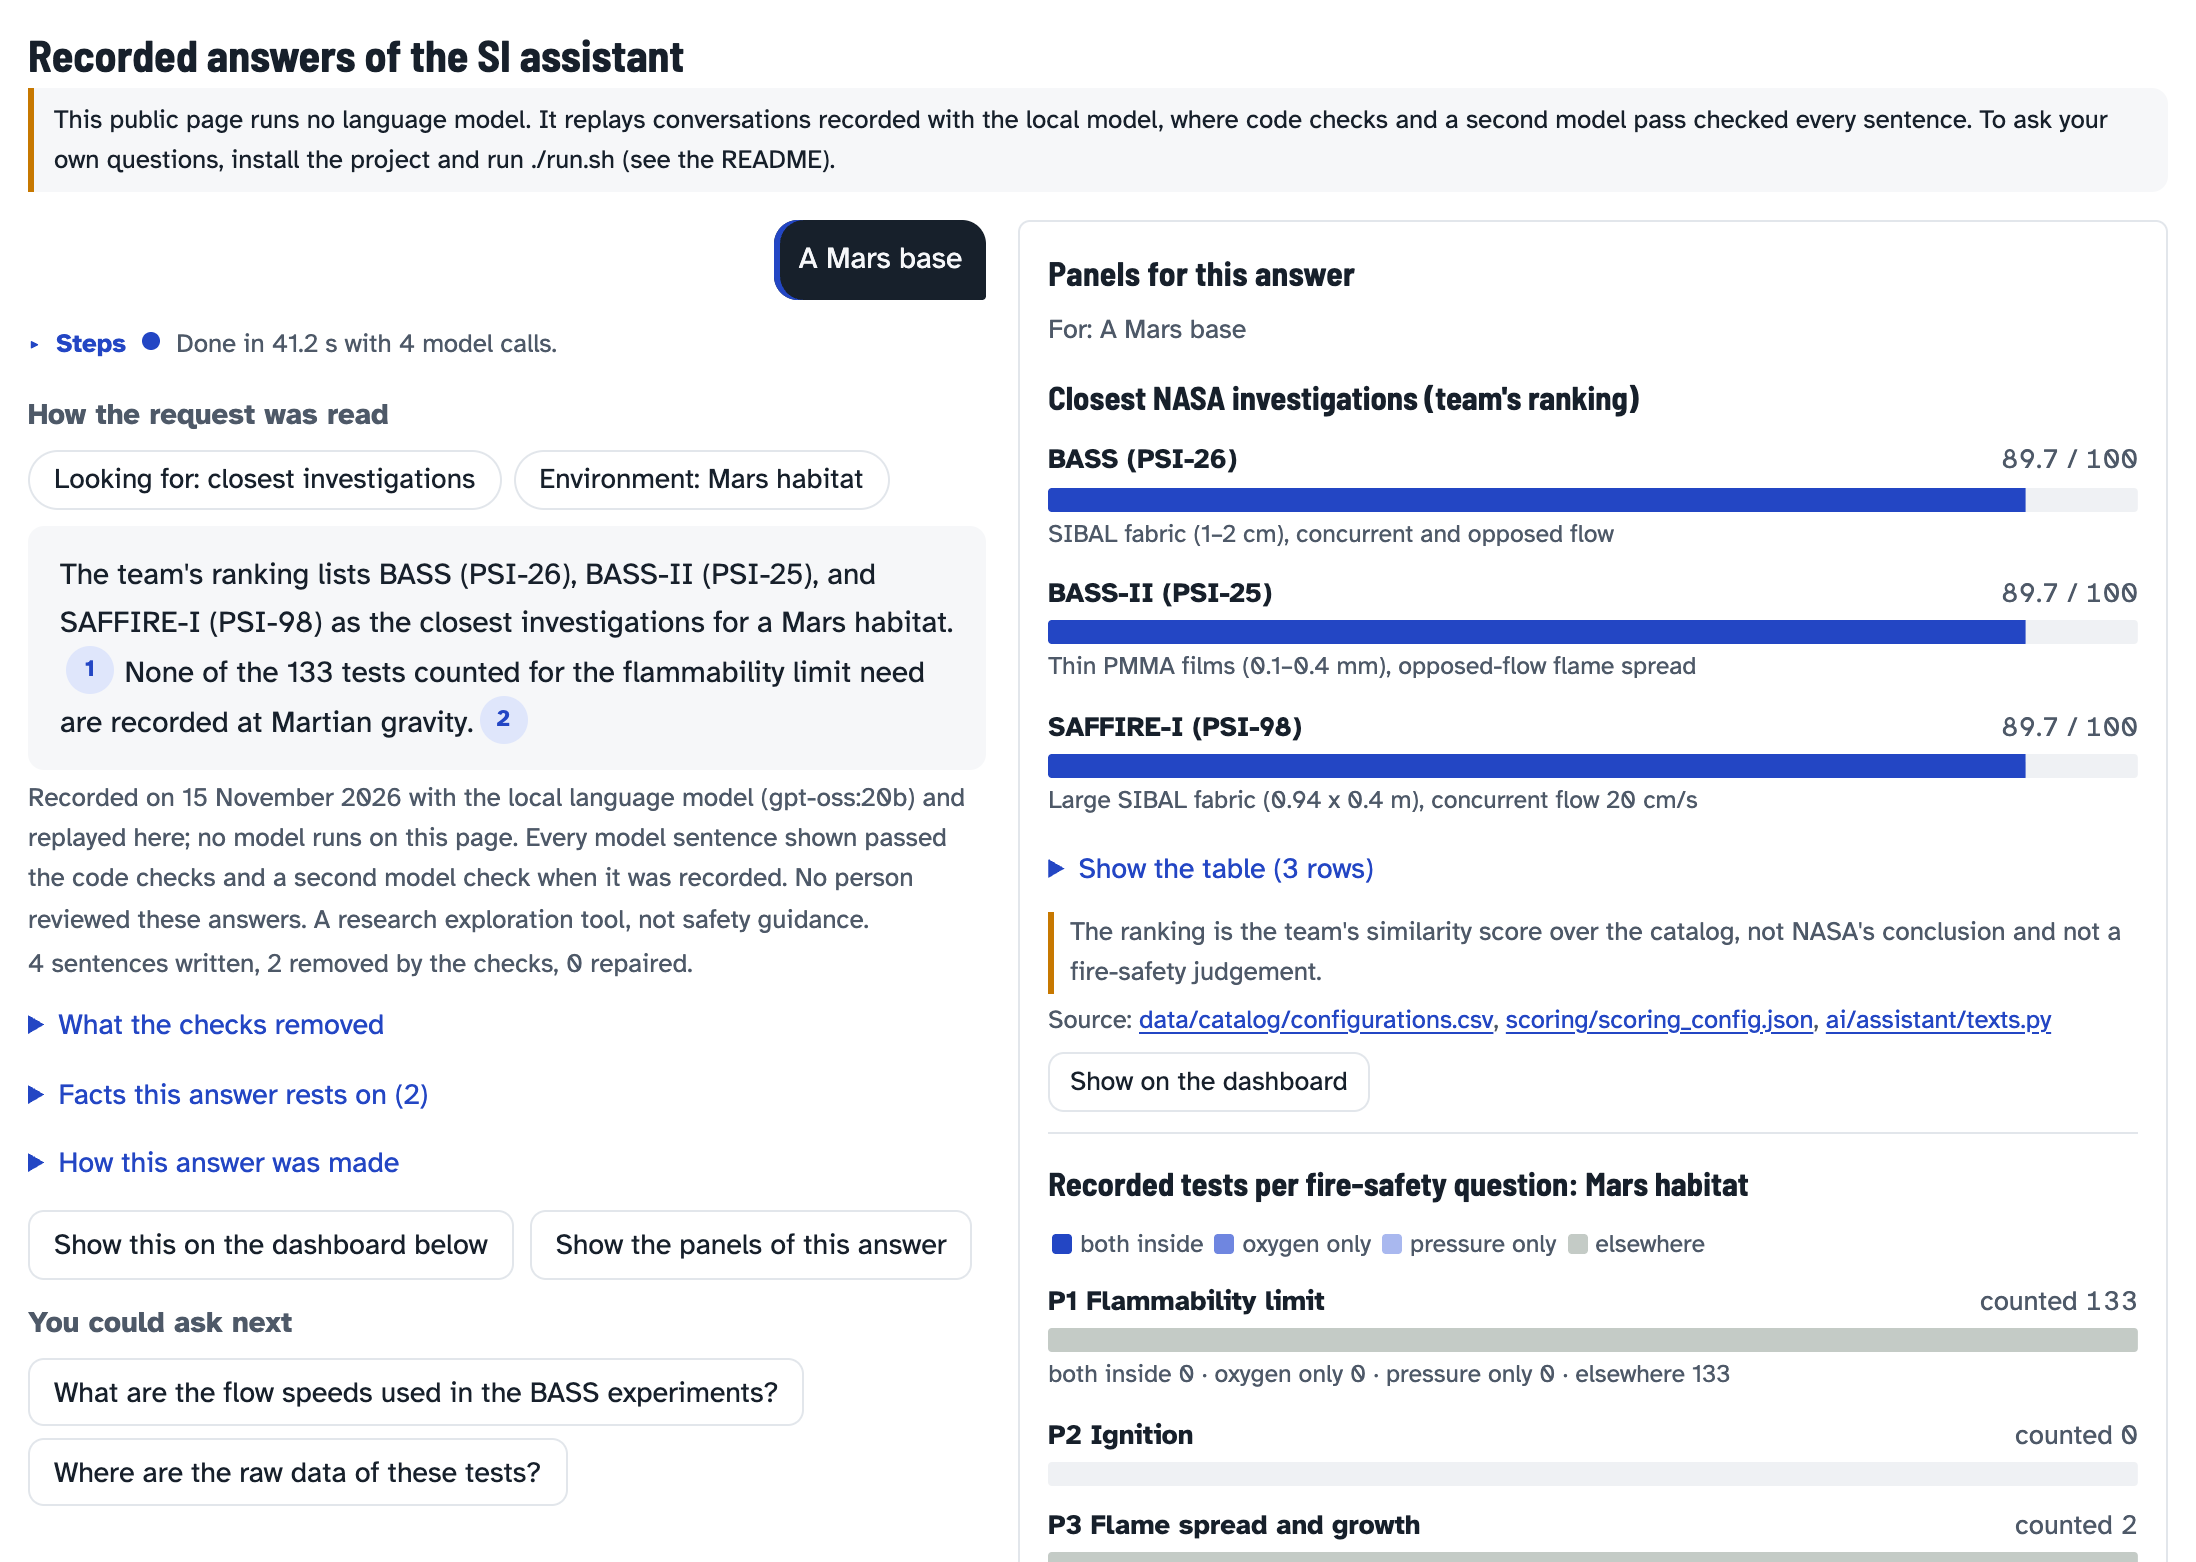 Recorded answers of the SI assistant
This public page runs no language model. It replays conversations recorded with the local model, where code checks and a second model pass checked every sentence. To ask your
own questions, install the project and run ./run.sh (see the README).
A Mars base
Steps Done in 41.2 s with 4 model calls.
How the request was read
Looking for: closest investigations
Environment: Mars habitat
The team's ranking lists BASS (PSI-26), BASS-II (PSI-25), and
SAFFIRE-I (PSI-98) as the closest investigations for a Mars habitat.
1 None of the 133 tests counted for the flammability limit need
are recorded at Martian gravity. 2
Recorded on 15 November 2026 with the local language model (gpt-oss:20b) and
replayed here; no model runs on this page. Every model sentence shown passed
the code checks and a second model check when it was recorded. No person
reviewed these answers. A research exploration tool, not safety guidance.
4 sentences written, 2 removed by the checks, 0 repaired.
What the checks removed
Facts this answer rests on (2)
How this answer was made
Show this on the dashboard below
Show the panels of this answer
You could ask next
What are the flow speeds used in the BASS experiments?
Where are the raw data of these tests?
Panels for this answer
For: A Mars base
Closest NASA investigations (team's ranking)
BASS (PSI-26) 89.7 / 100
SIBAL fabric (1–2 cm), concurrent and opposed flow
BASS-II (PSI-25) 89.7 / 100
Thin PMMA films (0.1–0.4 mm), opposed-flow flame spread
SAFFIRE-I (PSI-98) 89.7 / 100
Large SIBAL fabric (0.94 x 0.4 m), concurrent flow 20 cm/s
Show the table (3 rows)
The ranking is the team's similarity score over the catalog, not NASA's conclusion and not a
fire-safety judgement.
Source: data/catalog/configurations.csv, scoring/scoring_config.json, ai/assistant/texts.py
Show on the dashboard
Recorded tests per fire-safety question: Mars habitat
both inside oxygen only pressure only elsewhere
P1 Flammability limit counted 133
both inside 0 · oxygen only 0 · pressure only 0 · elsewhere 133
P2 Ignition counted 0
P3 Flame spread and growth counted 2